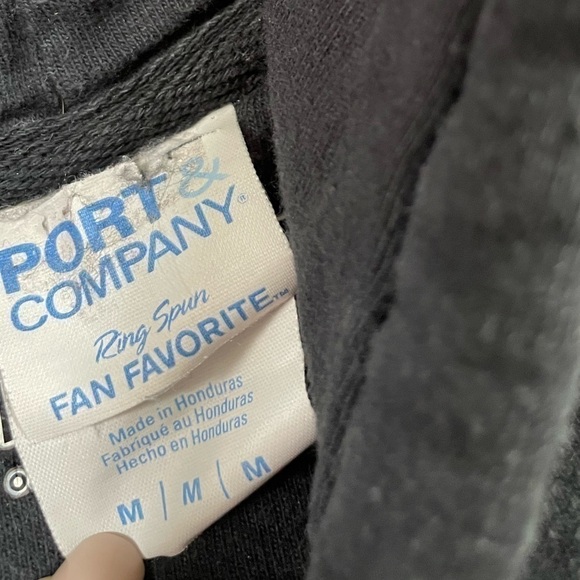 PORT &
COMPANY®
Ring Spun
FAN FAVORITE™
Made in Honduras
Fabriqué au Honduras
Hecho en Honduras
M / M / M